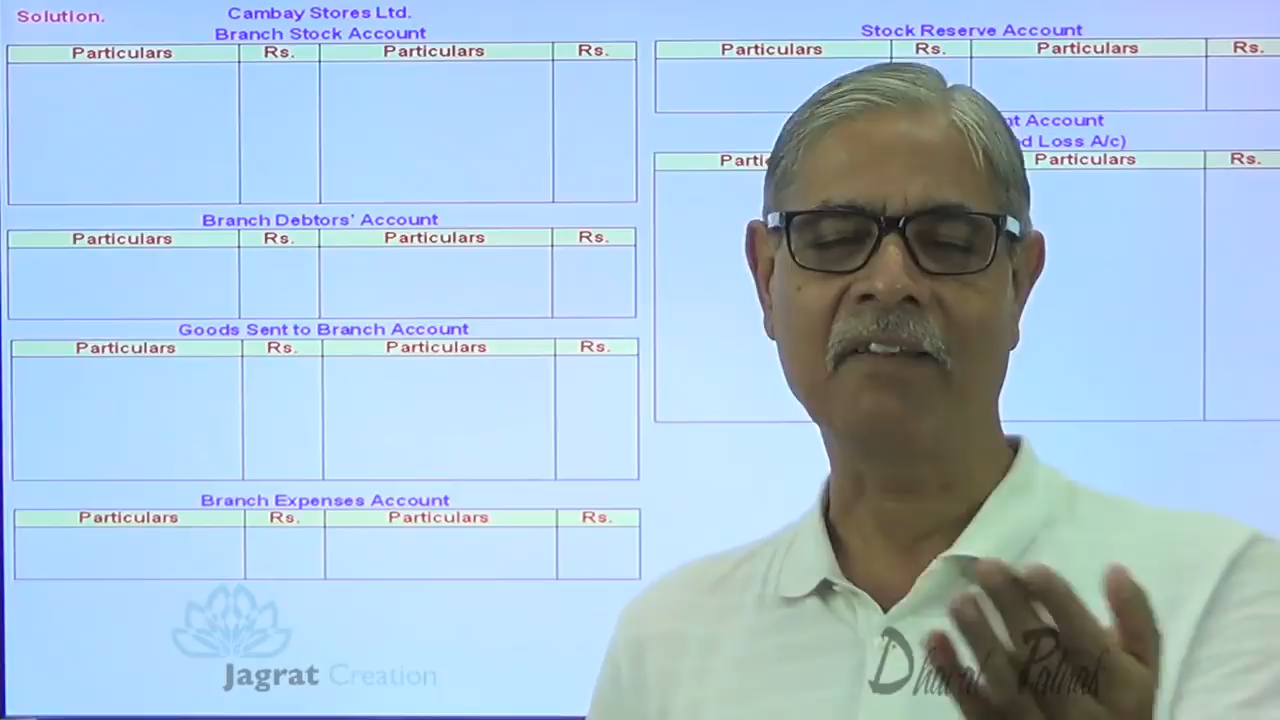 Solution.
Cambay Stores Ltd.
Branch Stock Account
Particulars Rs. Particulars Rs.
Branch Debtors' Account
Particulars Rs. Particulars Rs.
Goods Sent to Branch Account
Particulars Rs. Particulars Rs.
Branch Expenses Account
Particulars Rs. Particulars Rs.
Stock Reserve Account
Particulars Rs. Particulars Rs.
Account
Loss A/c)
Particulars Rs.
Jagrat Creation